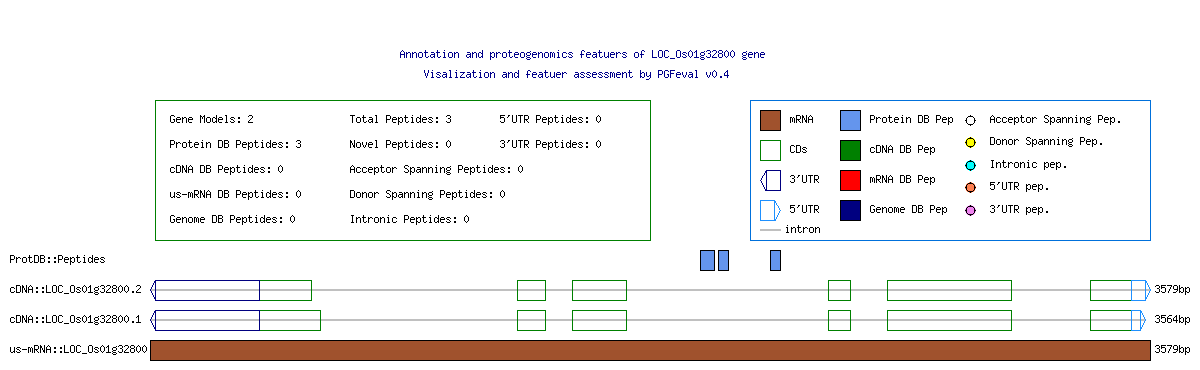 Annotation and proteogenomics featuers of LOC_Os01g32800 gene
Visalization and featuer assessment by PGFeval v0.4
Gene Models: 2 Total Peptides: 3 5'UTR Peptides: 0
Protein DB Peptides: 3 Novel Peptides: 0 3'UTR Peptides: 0
cDNA DB Peptides: 0 Acceptor Spanning Peptides: 0
us-mRNA DB Peptides: 0 Donor Spanning Peptides: 0
Genome DB Peptides: 0 Intronic Peptides: 0
mRNA Protein DB Pep Acceptor Spanning Pep.
CDs cDNA DB Pep Donor Spanning Pep.
3'UTR mRNA DB Pep Intronic pep.
5'UTR Genome DB Pep 5'UTR pep.
intron 3'UTR pep.
ProtDB::Peptides
cDNA::LOC_Os01g32800.2 3579bp
cDNA::LOC_Os01g32800.1 3564bp
us-mRNA::LOC_Os01g32800 3579bp